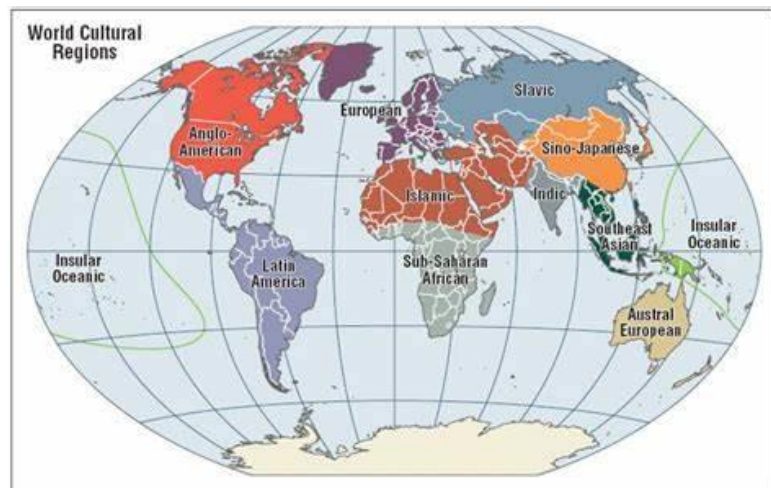 World Cultural
Regions
European
Slavic
Anglo-
American
Sino-Japanese
Islamic
Indic
Insular
Oceanic
Latin
America
Sub-Saharan
African
Southeast
Asian
Insular
Oceanic
Austral
European